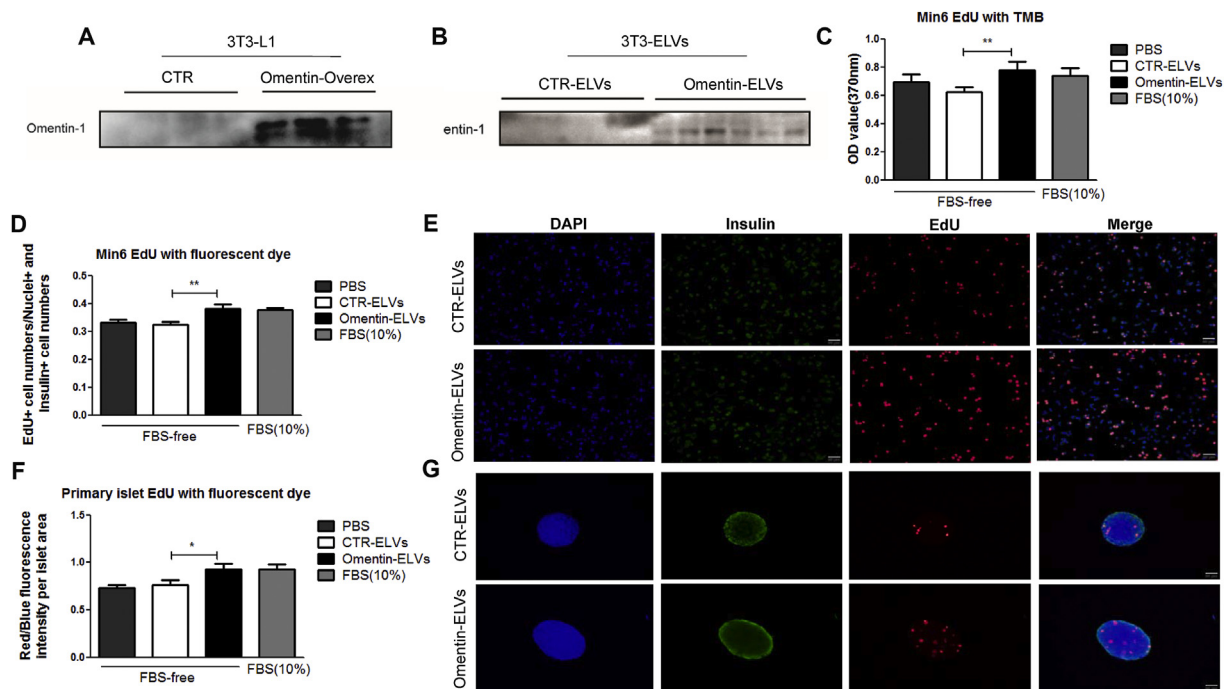 A
3T3-L1
CTR
Omentin-Overex
Omentin-1
B
3T3-ELVs
CTR-ELVs
Omentin-ELVs
entin-1
C
Min6 EdU with TMB
**
OD value(370nm)
1.0
0.8
0.6
0.4
0.2
0.0
PBS
CTR-ELVs
Omentin-ELVs
FBS(10%)
FBS-free
FBS(10%)
D
Min6 EdU with fluorescent dye
**
EdU+ cell numbers/Nuclei+ and
Insulin+ cell numbers
0.5
0.4
0.3
0.2
0.1
0.0
PBS
CTR-ELVs
Omentin-ELVs
FBS(10%)
FBS-free
FBS(10%)
E
DAPI
Insulin
EdU
Merge
CTR-ELVs
Omentin-ELVs
F
Primary islet EdU with fluorescent dye
*
Red/Blue fluorescence
intensity per islet area
1.5
1.0
0.5
0.0
PBS
CTR-ELVs
Omentin-ELVs
FBS(10%)
FBS-free
FBS(10%)
G
CTR-ELVs
Omentin-ELVs